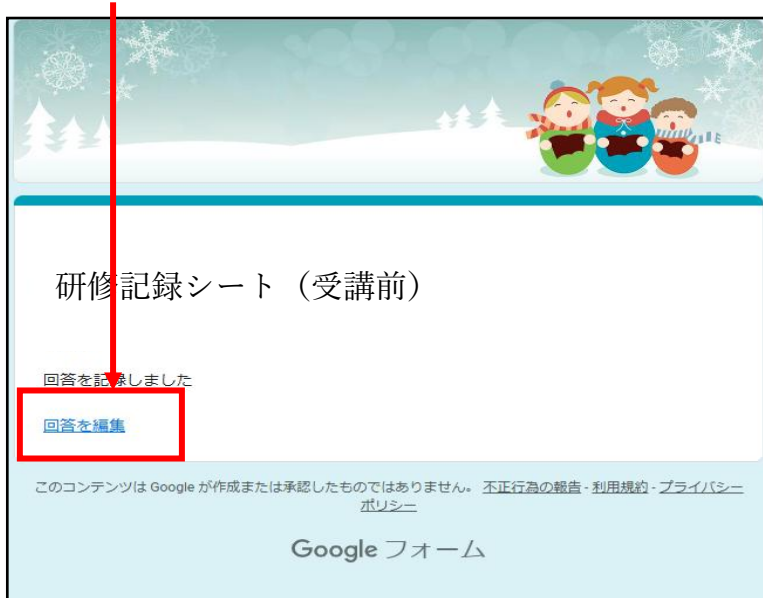 研修記録シート（受講前）
回答を記録しました
回答を編集
このコンテンツは Google が作成または承認したものではありません。 不正行為の報告 - 利用規約 - プライバシー
ポリシー
Google フォーム